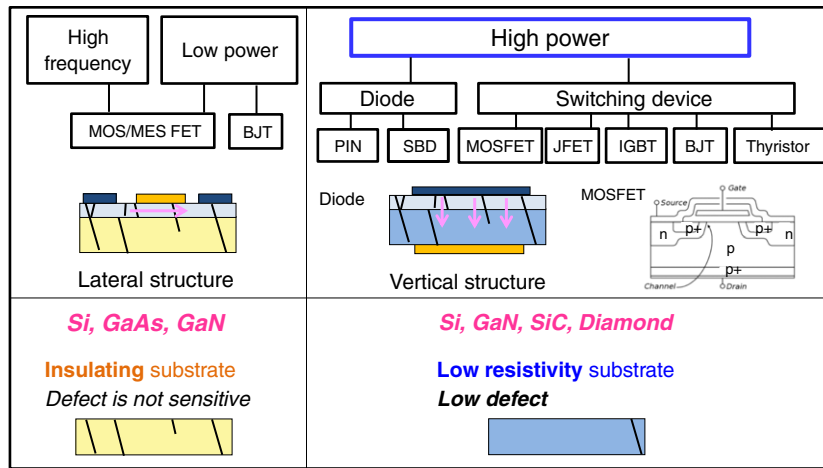 High
frequency
Low power
High power
Diode
Switching device
MOS/MES FET
BJT
PIN
SBD
MOSFET
JFET
IGBT
BJT
Thyristor
Diode
MOSFET
Gate
Source
n
p+
p+
n
p
p+
Channel
Drain
Lateral structure
Vertical structure
Si, GaAs, GaN
Si, GaN, SiC, Diamond
Insulating substrate
Low resistivity substrate
Defect is not sensitive
Low defect